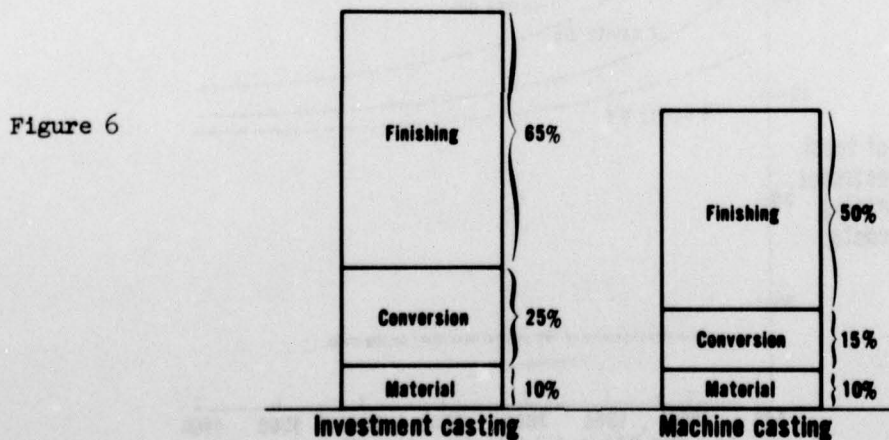 Figure 6
Finishing
65%
Conversion
25%
Material
10%
Investment casting
Finishing
50%
Conversion
15%
Material
10%
Machine casting